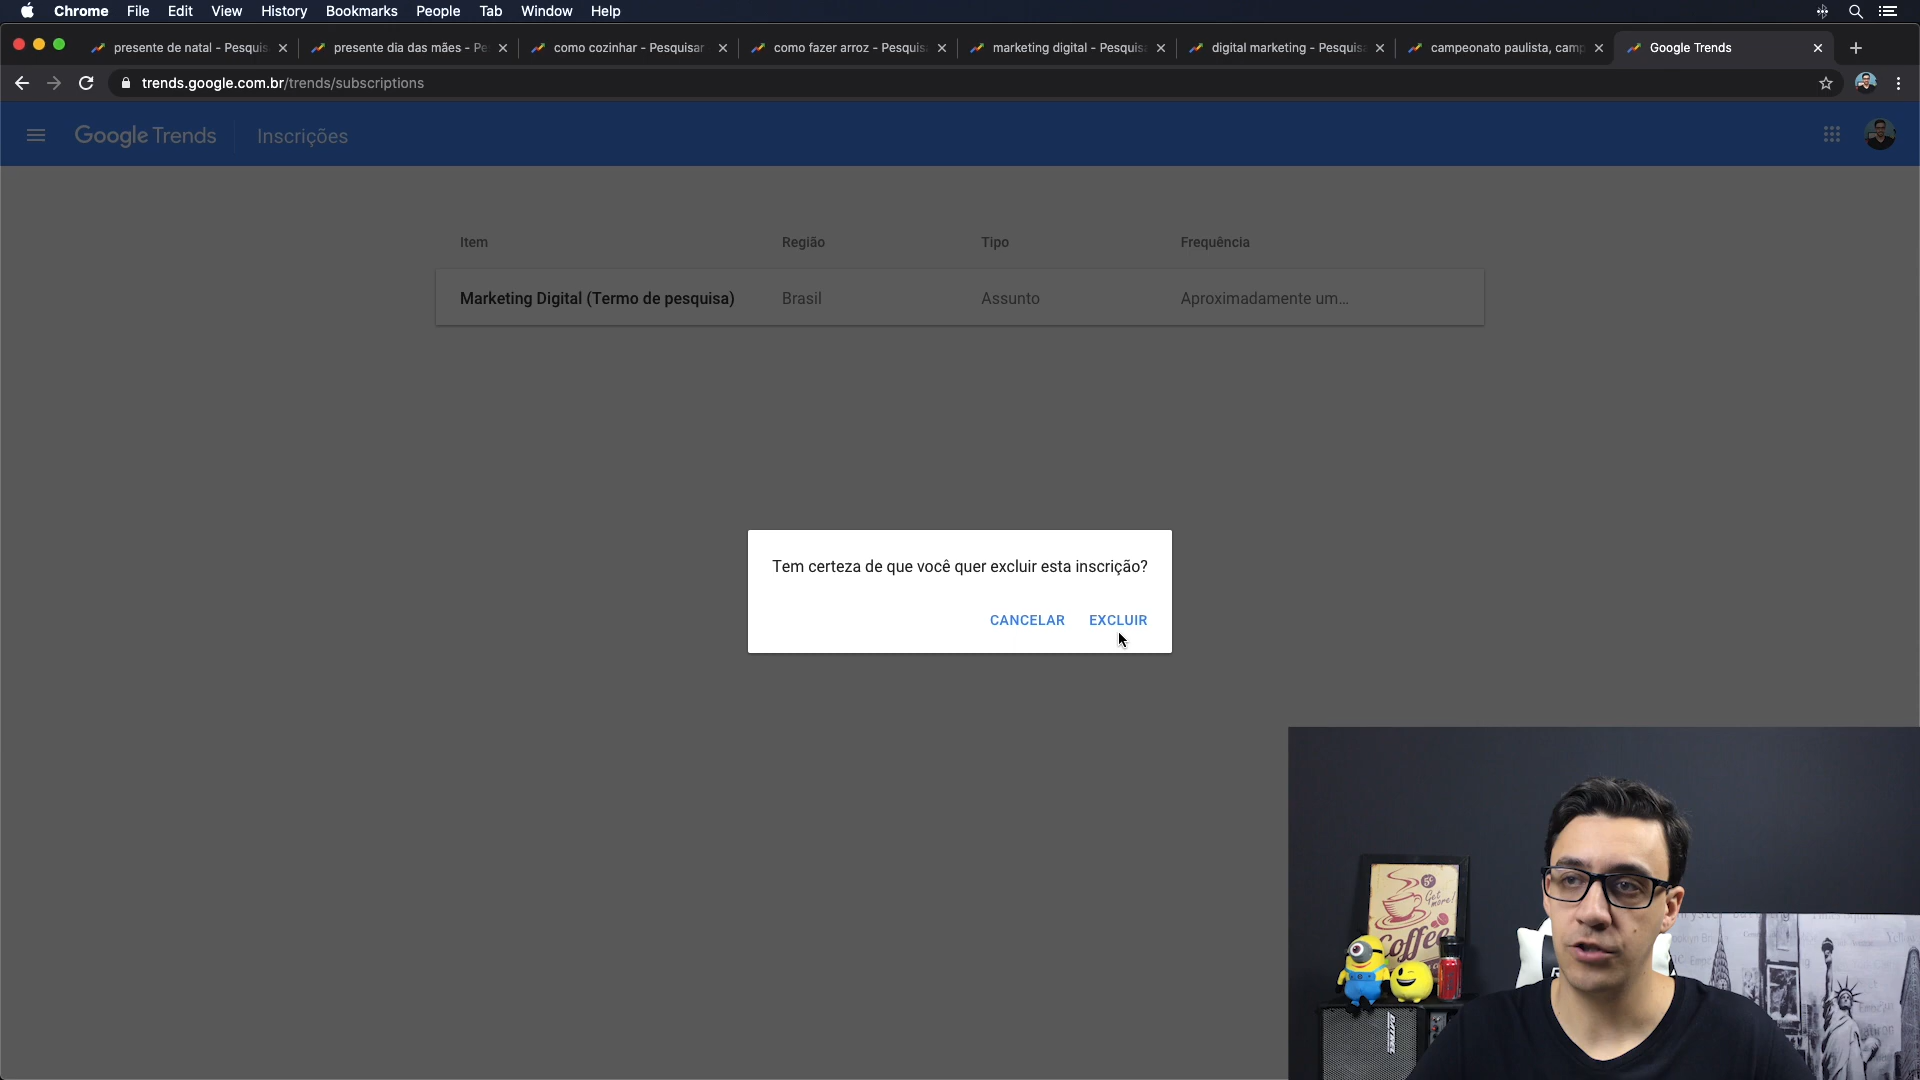 Chrome File Edit View History Bookmarks People Tab Window Help
presente de natal - Pesquis
presente dia das mães - Pe
como cozinhar - Pesquisar
como fazer arroz - Pesquis
marketing digital - Pesquis
digital marketing - Pesquis
campeonato paulista, camp
Google Trends
trends.google.com.br/trends/subscriptions
Google Trends Inscrições
Item Região Tipo Frequência
Marketing Digital (Termo de pesquisa) Brasil Assunto Aproximadamente um...
Tem certeza de que você quer excluir esta inscrição?
CANCELAR EXCLUIR
5¢
Get
more!
Coffee